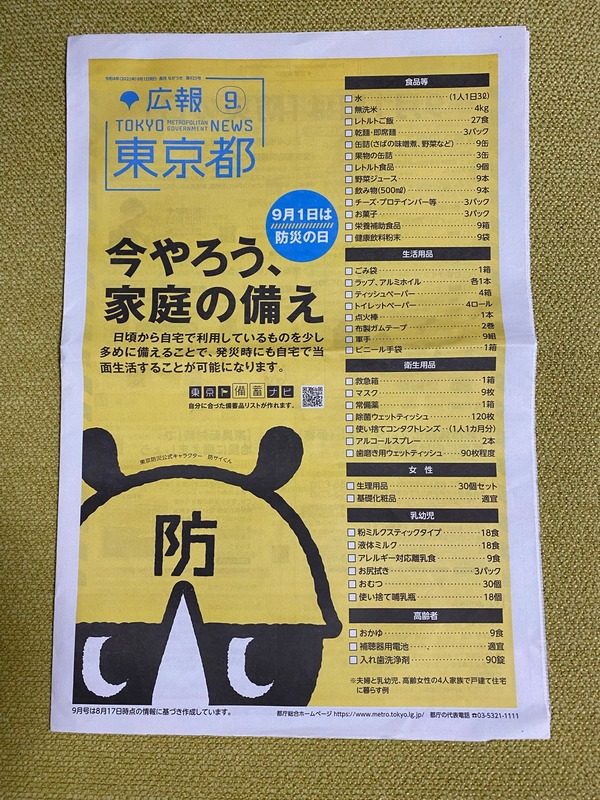 令和4年(2022年)9月1日発行 長月 ながつき 第925号
広報 9
TOKYO METROPOLITAN GOVERNMENT NEWS
東京都
9月1日は
防災の日
今やろう、
家庭の備え
日頃から自宅で利用しているものを少し
多めに備えることで、発災時にも自宅で当
面生活することが可能になります。
東京ト備蓄ナビ
自分に合った備蓄品リストが作れます。
東京防災公式キャラクター 防サイくん
防
9月号は8月17日時点の情報に基づき作成しています。
食品等
水 (1人1日3ℓ)
無洗米 4kg
レトルトご飯 27食
乾麺・即席麺 3パック
缶詰(さばの味噌煮、野菜など) 9缶
果物の缶詰 3缶
レトルト食品 9個
野菜ジュース 9本
飲み物(500㎖) 9本
チーズ・プロテインバー等 3パック
お菓子 3パック
栄養補助食品 9箱
健康飲料粉末 9袋
生活用品
ごみ袋 1箱
ラップ、アルミホイル 各1本
ティッシュペーパー 4箱
トイレットペーパー 4ロール
点火棒 1本
布製ガムテープ 2巻
軍手 9組
ビニール手袋 1箱
衛生用品
救急箱 1箱
マスク 9枚
常備薬 1箱
除菌ウェットティッシュ 120枚
使い捨てコンタクトレンズ (1人1カ月分)
アルコールスプレー 2本
歯磨き用ウェットティッシュ 90枚程度
女性
生理用品 30個セット
基礎化粧品 適宜
乳幼児
粉ミルクスティックタイプ 18食
液体ミルク 18食
アレルギー対応離乳食 9食
お尻拭き 3パック
おむつ 30個
使い捨て哺乳瓶 18個
高齢者
おかゆ 9食
補聴器用電池 適宜
入れ歯洗浄剤 90錠
※夫婦と乳幼児、高齢女性の4人家族で戸建て住宅
に暮らす例
都庁総合ホームページ https://www.metro.tokyo.lg.jp/ 都庁の代表電話 ☎03-5321-1111